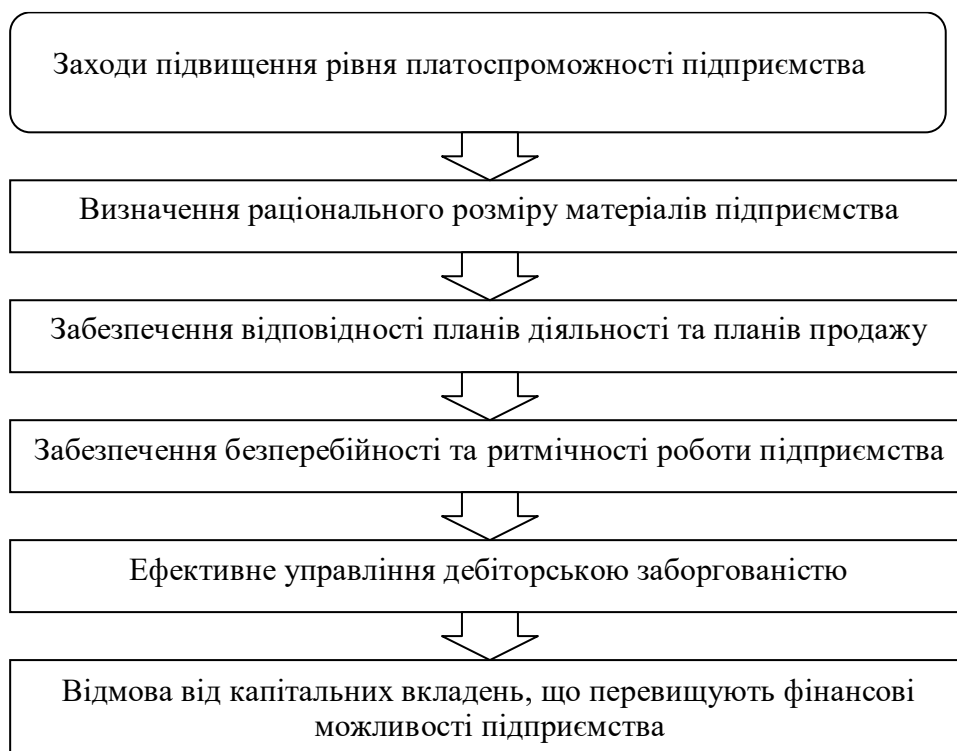 Заходи підвищення рівня платоспроможності підприємства
Визначення раціонального розміру матеріалів підприємства
Забезпечення відповідності планів діяльності та планів продажу
Забезпечення безперебійності та ритмічності роботи підприємства
Ефективне управління дебіторською заборгованістю
Відмова від капітальних вкладень, що перевищують фінансові
можливості підприємства